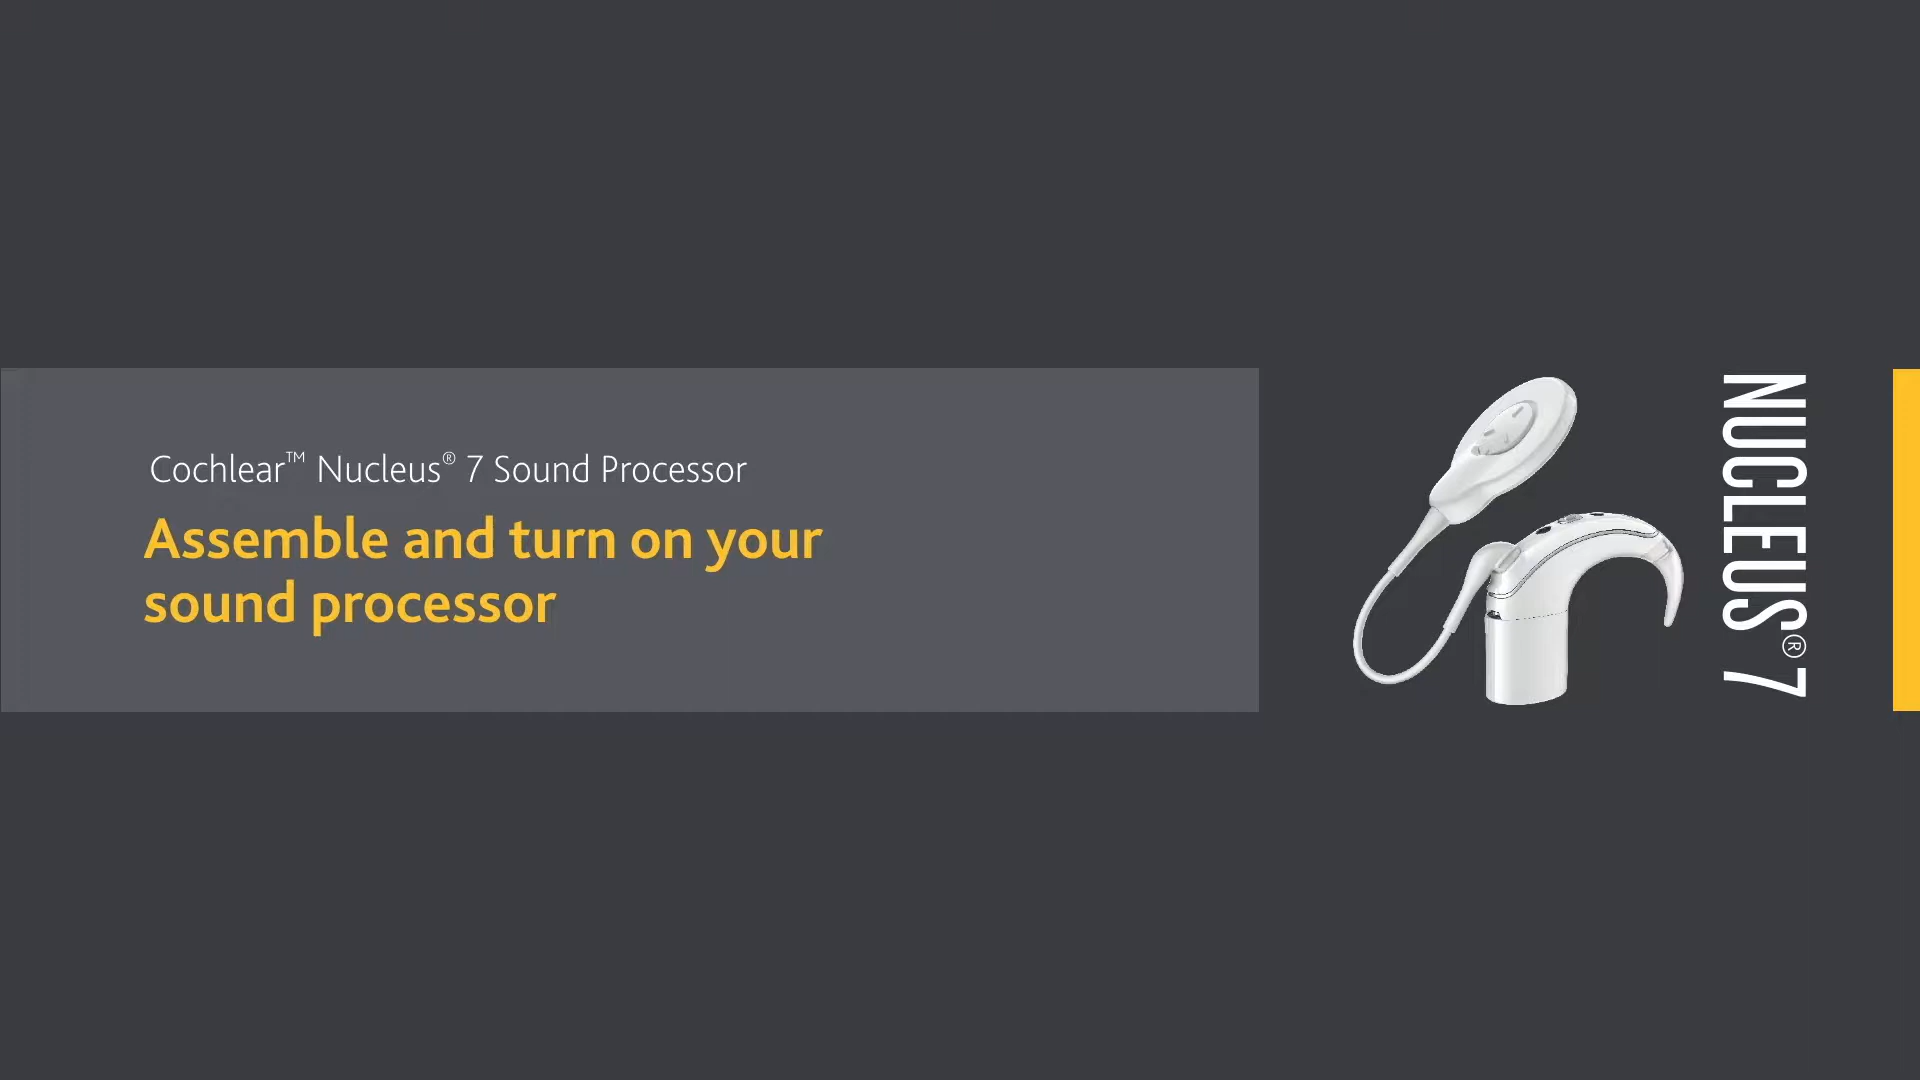 Cochlear™ Nucleus® 7 Sound Processor
Assemble and turn on your
sound processor
NUCLEUS® 7